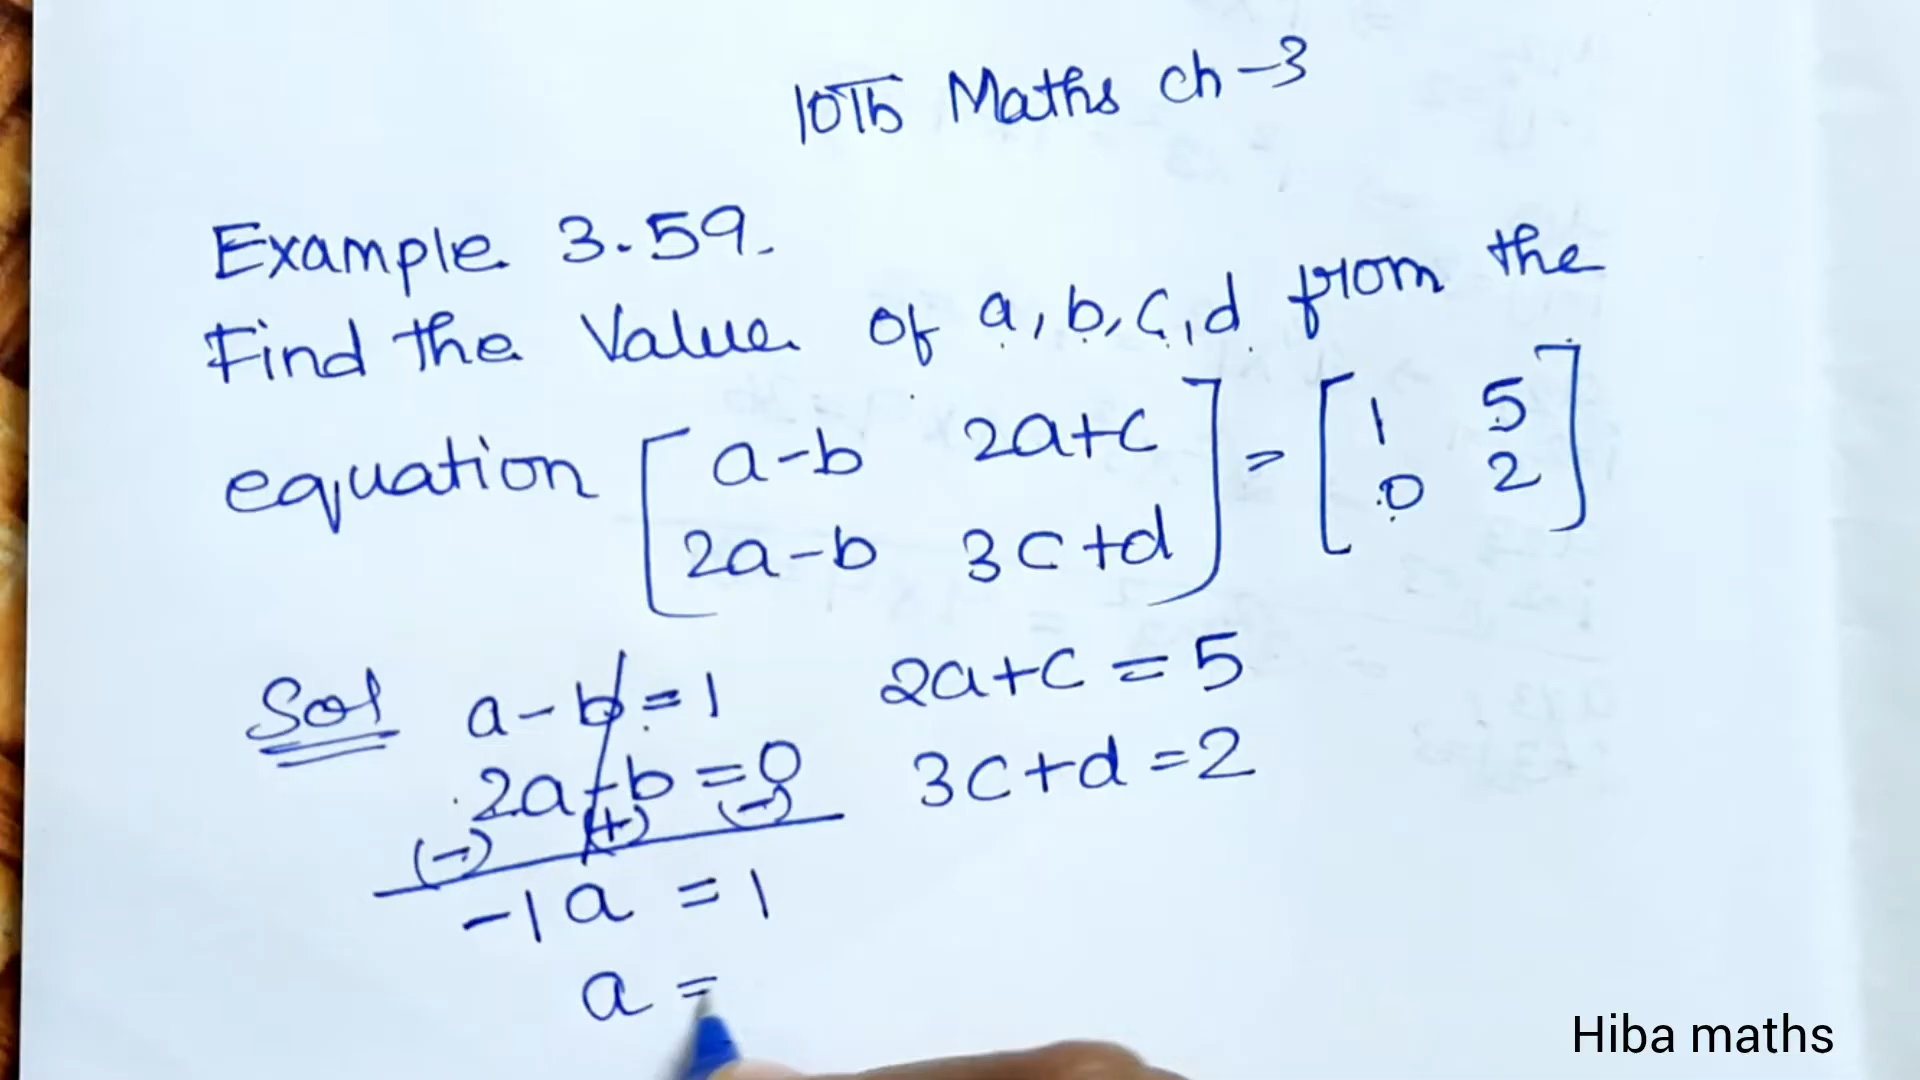 10th Maths ch-3
Example 3.59.
Find the Value of a, b, c, d from the
equation [ a-b 2a+c ] = [ 1 5 ]
[ 2a-b 3c+d ] [ 0 2 ]
Sol a-b=1 2a+c=5
2a-b=0 3c+d=2
(-) (+) (-)
-1a = 1
a =
Hiba maths